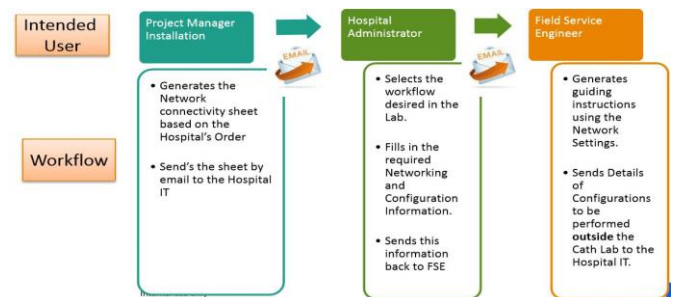 Intended
User
Project Manager
Installation
EMAIL
Hospital
Administrator
EMAIL
Field Service
Engineer
Workflow
• Generates the
Network
connectivity sheet
based on the
Hospital's Order
• Send's the sheet by
email to the Hospital
IT
• Selects the
workflow
desired in the
Lab.
• Fills in the
required
Networking
and
Configuration
Information.
• Sends this
information
back to FSE
• Generates
guiding
instructions
using the
Network
Settings.
• Sends Details
of
Configurations
to be
performed
outside the
Cath Lab to the
Hospital IT.